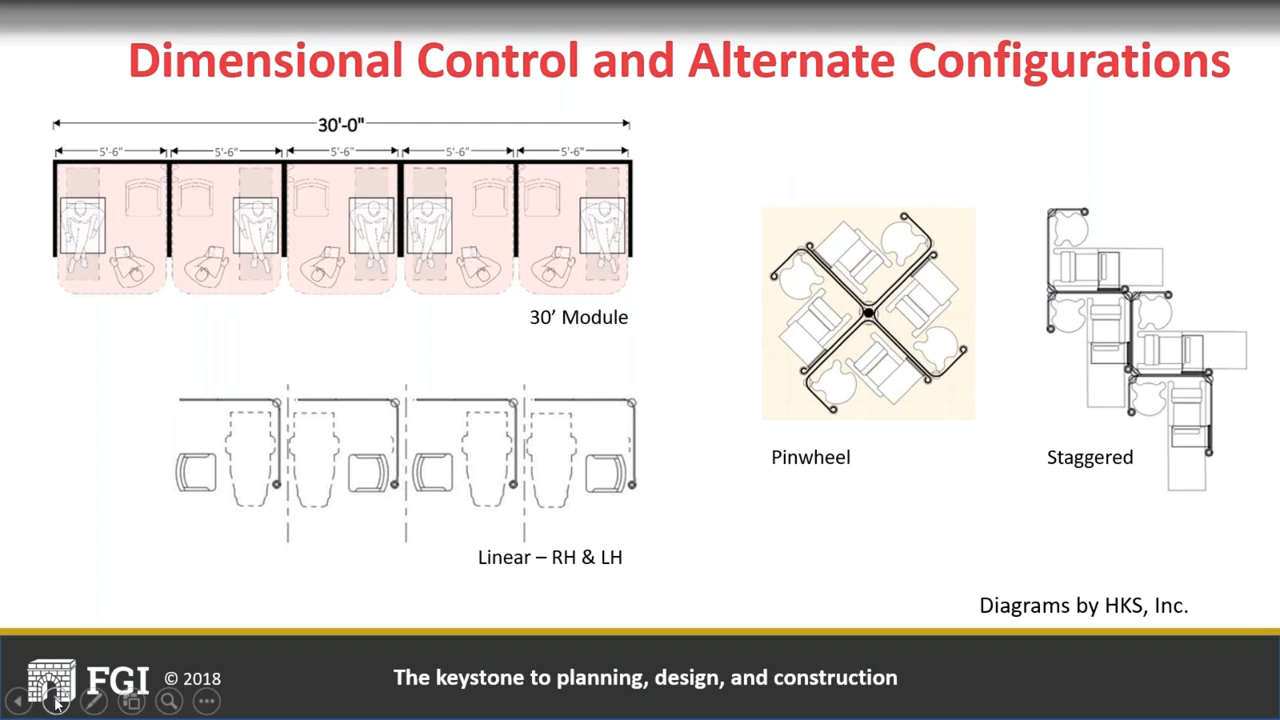 Dimensional Control and Alternate Configurations
30'-0"
5'-6" 5'-6" 5'-6" 5'-6" 5'-6"
30’ Module
Pinwheel
Staggered
Linear – RH & LH
Diagrams by HKS, Inc.
FGI © 2018
The keystone to planning, design, and construction